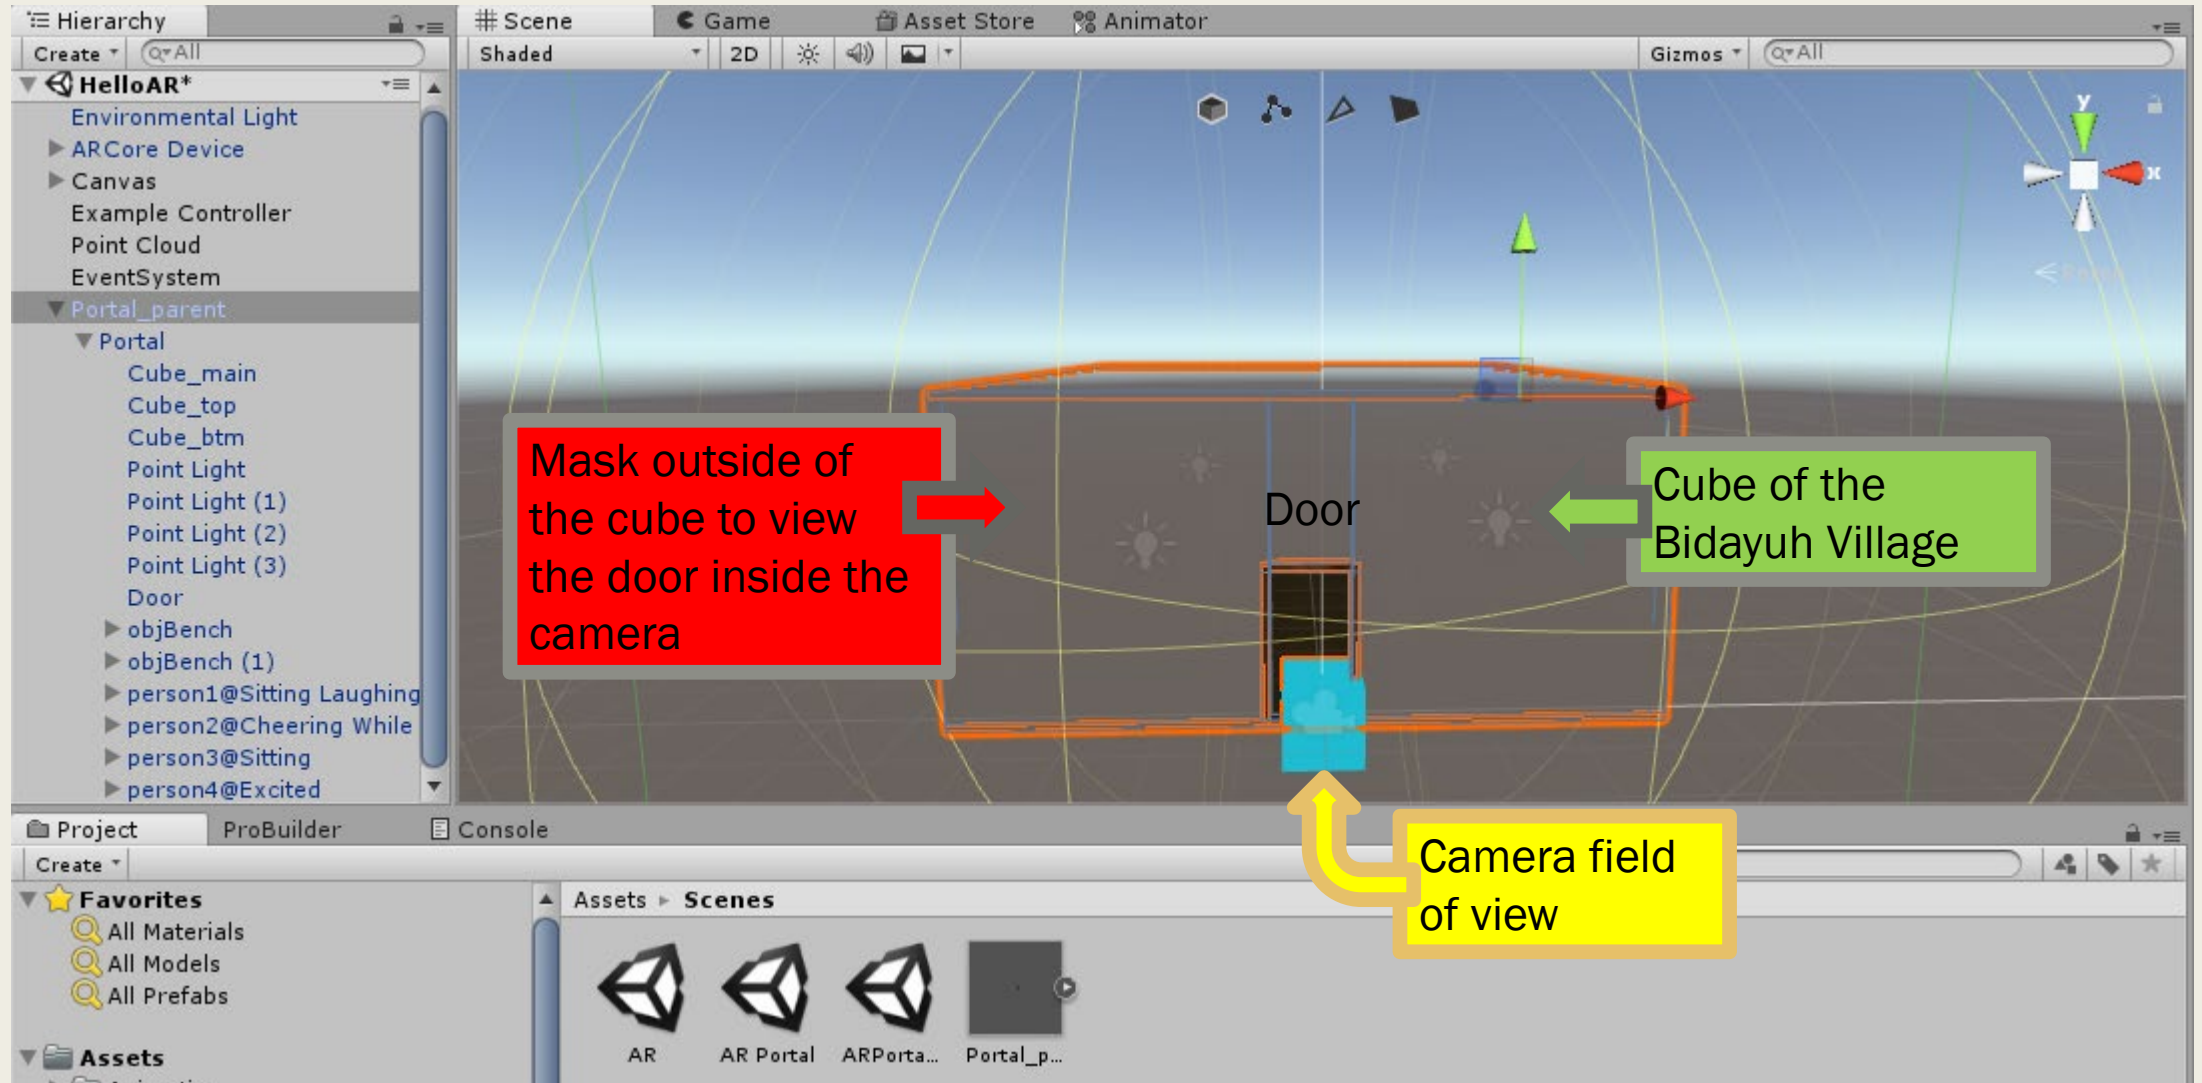 Hierarchy
Create
All
HelloAR*
Environmental Light
ARCore Device
Canvas
Example Controller
Point Cloud
EventSystem
Portal_parent
Portal
Cube_main
Cube_top
Cube_btm
Point Light
Point Light (1)
Point Light (2)
Point Light (3)
Door
objBench
objBench (1)
person1@Sitting Laughing
person2@Cheering While
person3@Sitting
person4@Excited
Scene
Game
Asset Store
Animator
Shaded
2D
Gizmos
All
y
x
Mask outside of
the cube to view
the door inside the
camera
Door
Cube of the
Bidayuh Village
Camera field
of view
Project
ProBuilder
Console
Create
Favorites
All Materials
All Models
All Prefabs
Assets
Assets Scenes
AR
AR Portal
ARPorta...
Portal_p...